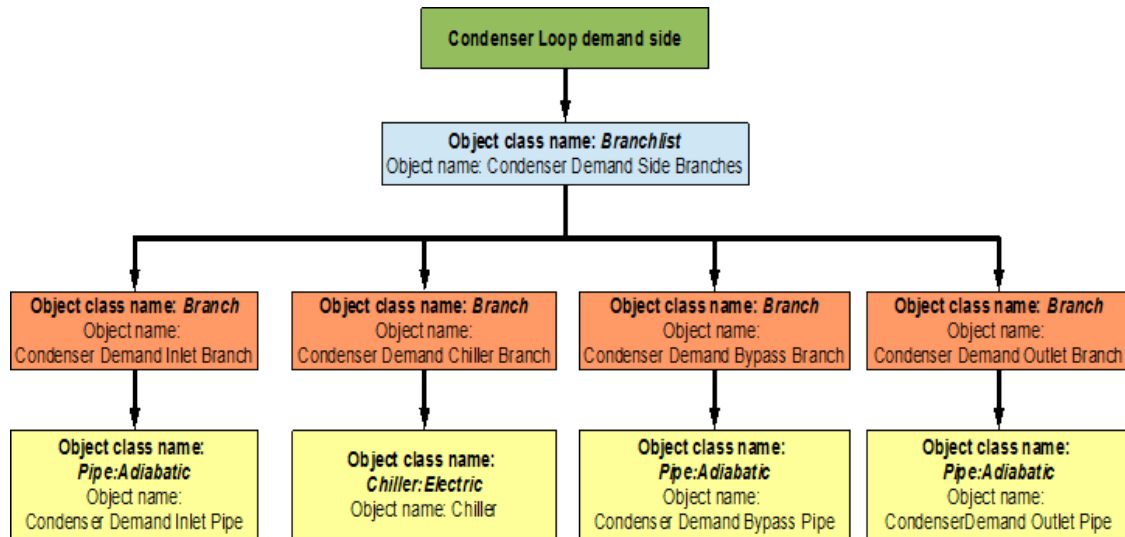 Condenser Loop demand side
Object class name: Branchlist
Object name: Condenser Demand Side Branches
Object class name: Branch
Object name:
Condenser Demand Inlet Branch
Object class name: Branch
Object name:
Condenser Demand Chiller Branch
Object class name: Branch
Object name:
Condenser Demand Bypass Branch
Object class name: Branch
Object name:
Condenser Demand Outlet Branch
Object class name:
Pipe:Adiabatic
Object name:
Condenser Demand Inlet Pipe
Object class name:
Chiller:Electric
Object name: Chiller
Object class name:
Pipe:Adiabatic
Object name:
Condenser Demand Bypass Pipe
Object class name:
Pipe:Adiabatic
Object name:
CondenserDemand Outlet Pipe